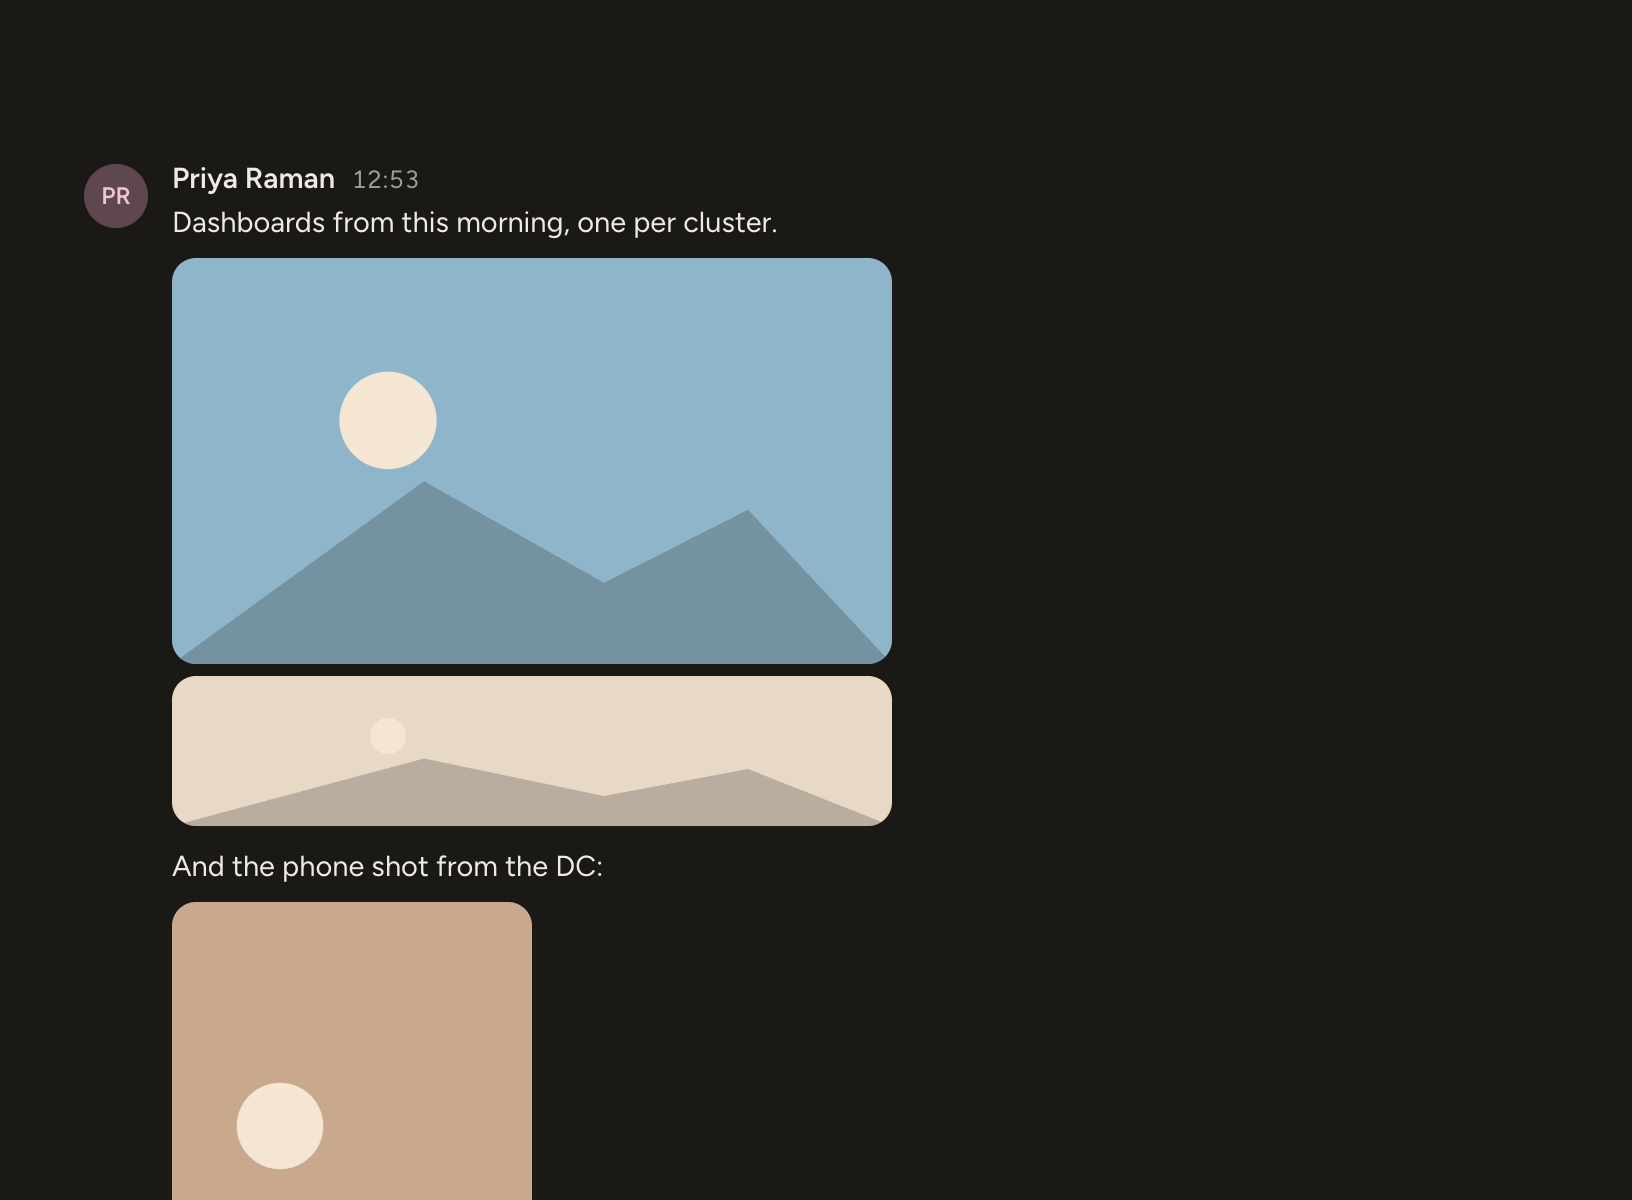 PR
Priya Raman 12:53
Dashboards from this morning, one per cluster.
And the phone shot from the DC: